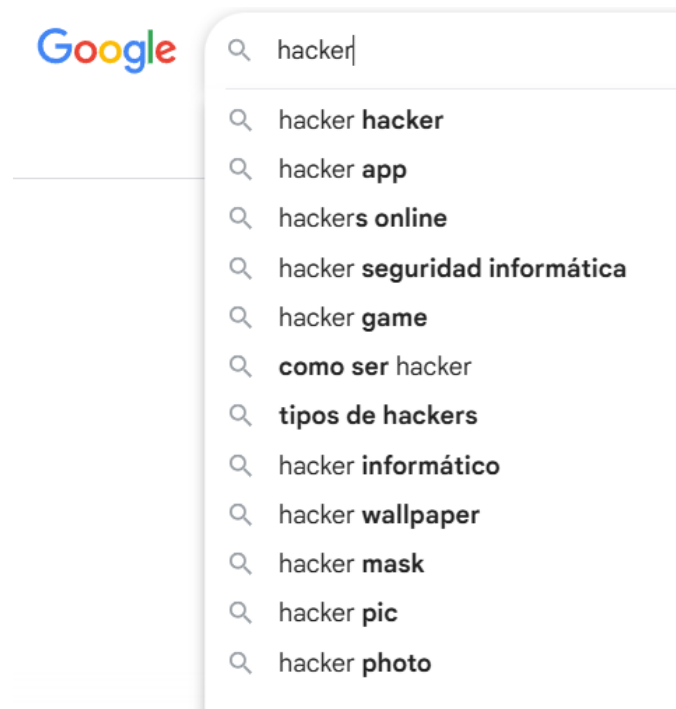 Google
hacker
hacker hacker
hacker app
hackers online
hacker seguridad informática
hacker game
como ser hacker
tipos de hackers
hacker informático
hacker wallpaper
hacker mask
hacker pic
hacker photo